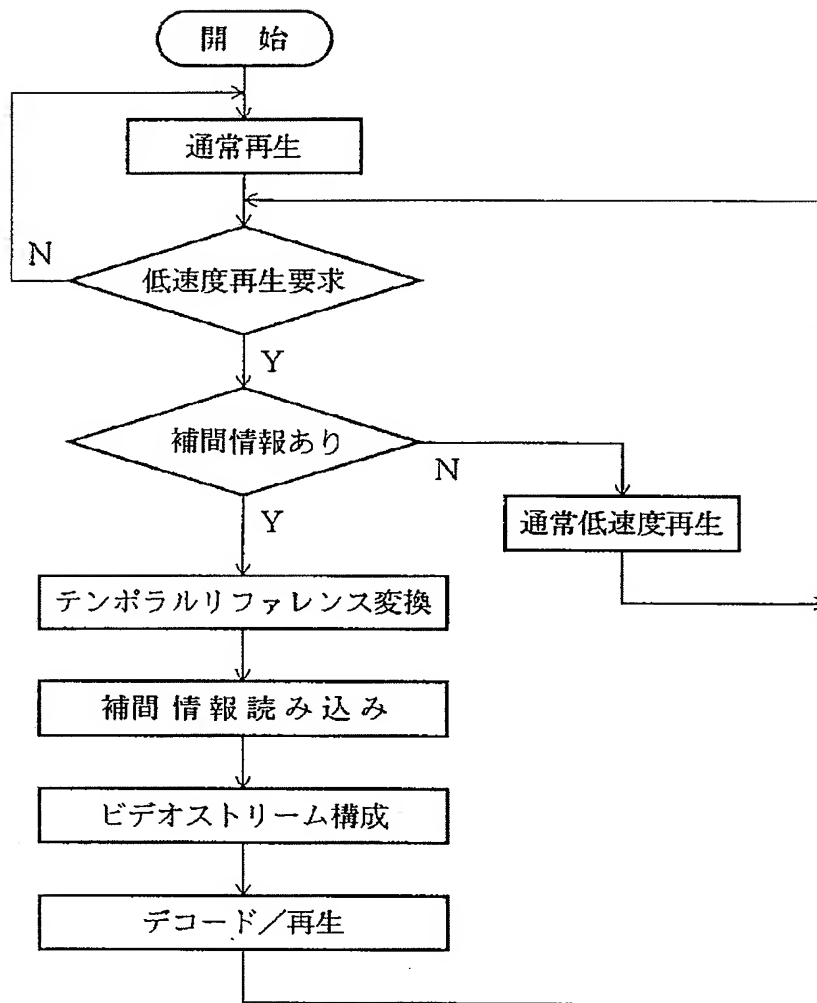 開 始
通常再生
N
低速度再生要求
Y
補間情報あり
N
Y
通常低速度再生
テンポラルリファレンス変換
補間情報読み込み
ビデオストリーム構成
デコード／再生